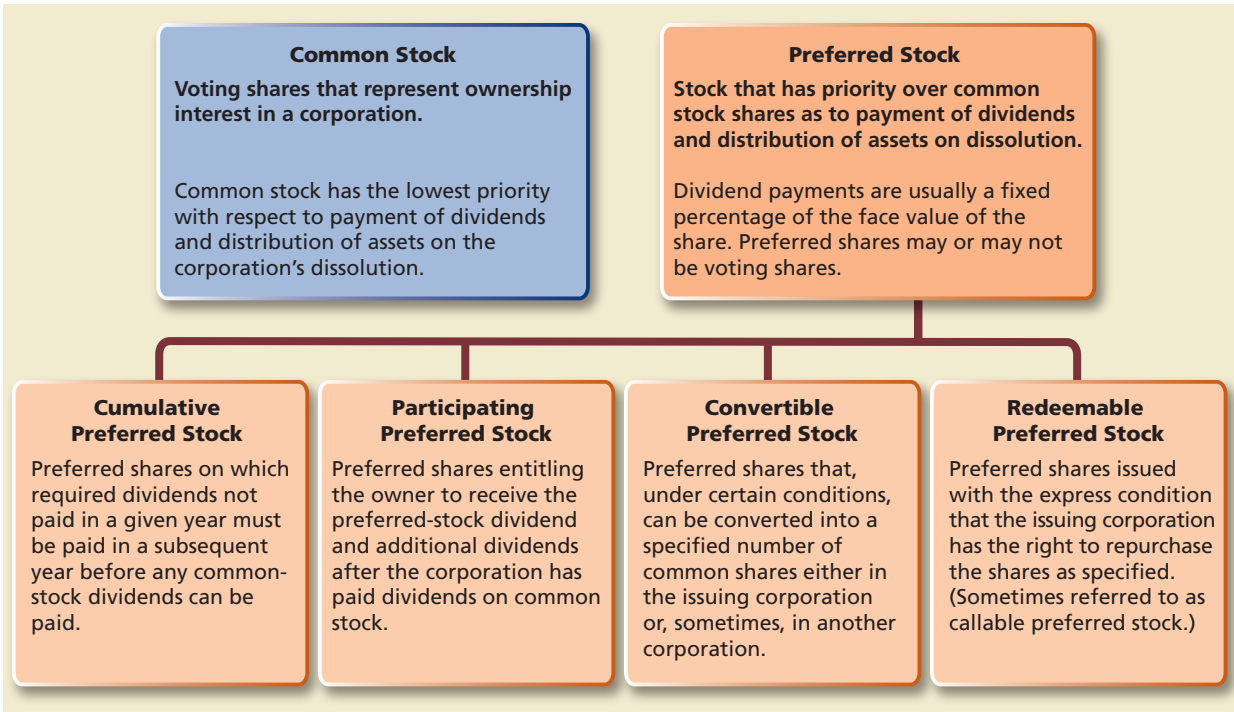 Common Stock
Voting shares that represent ownership
interest in a corporation.
Common stock has the lowest priority
with respect to payment of dividends
and distribution of assets on the
corporation’s dissolution.
Preferred Stock
Stock that has priority over common
stock shares as to payment of dividends
and distribution of assets on dissolution.
Dividend payments are usually a fixed
percentage of the face value of the
share. Preferred shares may or may not
be voting shares.
Cumulative
Preferred Stock
Preferred shares on which
required dividends not
paid in a given year must
be paid in a subsequent
year before any common-
stock dividends can be
paid.
Participating
Preferred Stock
Preferred shares entitling
the owner to receive the
preferred-stock dividend
and additional dividends
after the corporation has
paid dividends on common
stock.
Convertible
Preferred Stock
Preferred shares that,
under certain conditions,
can be converted into a
specified number of
common shares either in
the issuing corporation
or, sometimes, in another
corporation.
Redeemable
Preferred Stock
Preferred shares issued
with the express condition
that the issuing corporation
has the right to repurchase
the shares as specified.
(Sometimes referred to as
callable preferred stock.)